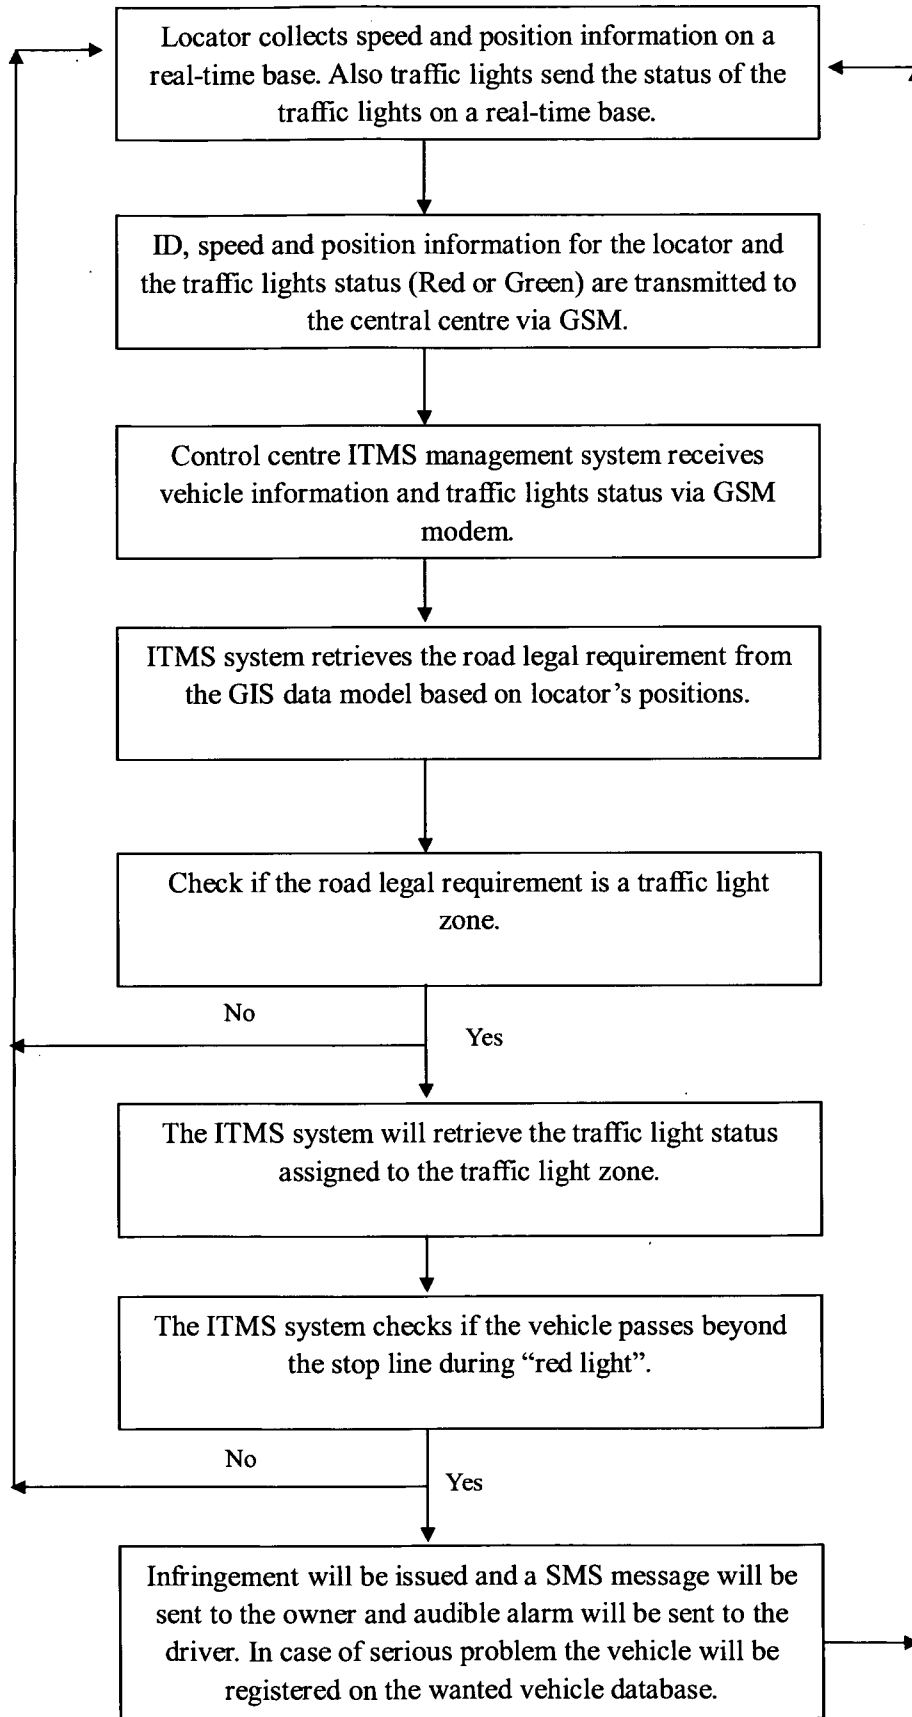 Locator collects speed and position information on a
real-time base. Also traffic lights send the status of the
traffic lights on a real-time base.
ID, speed and position information for the locator and
the traffic lights status (Red or Green) are transmitted to
the central centre via GSM.
Control centre ITMS management system receives
vehicle information and traffic lights status via GSM
modem.
ITMS system retrieves the road legal requirement from
the GIS data model based on locator's positions.
Check if the road legal requirement is a traffic light
zone.
No
Yes
The ITMS system will retrieve the traffic light status
assigned to the traffic light zone.
The ITMS system checks if the vehicle passes beyond
the stop line during “red light”.
No
Yes
Infringement will be issued and a SMS message will be
sent to the owner and audible alarm will be sent to the
driver. In case of serious problem the vehicle will be
registered on the wanted vehicle database.